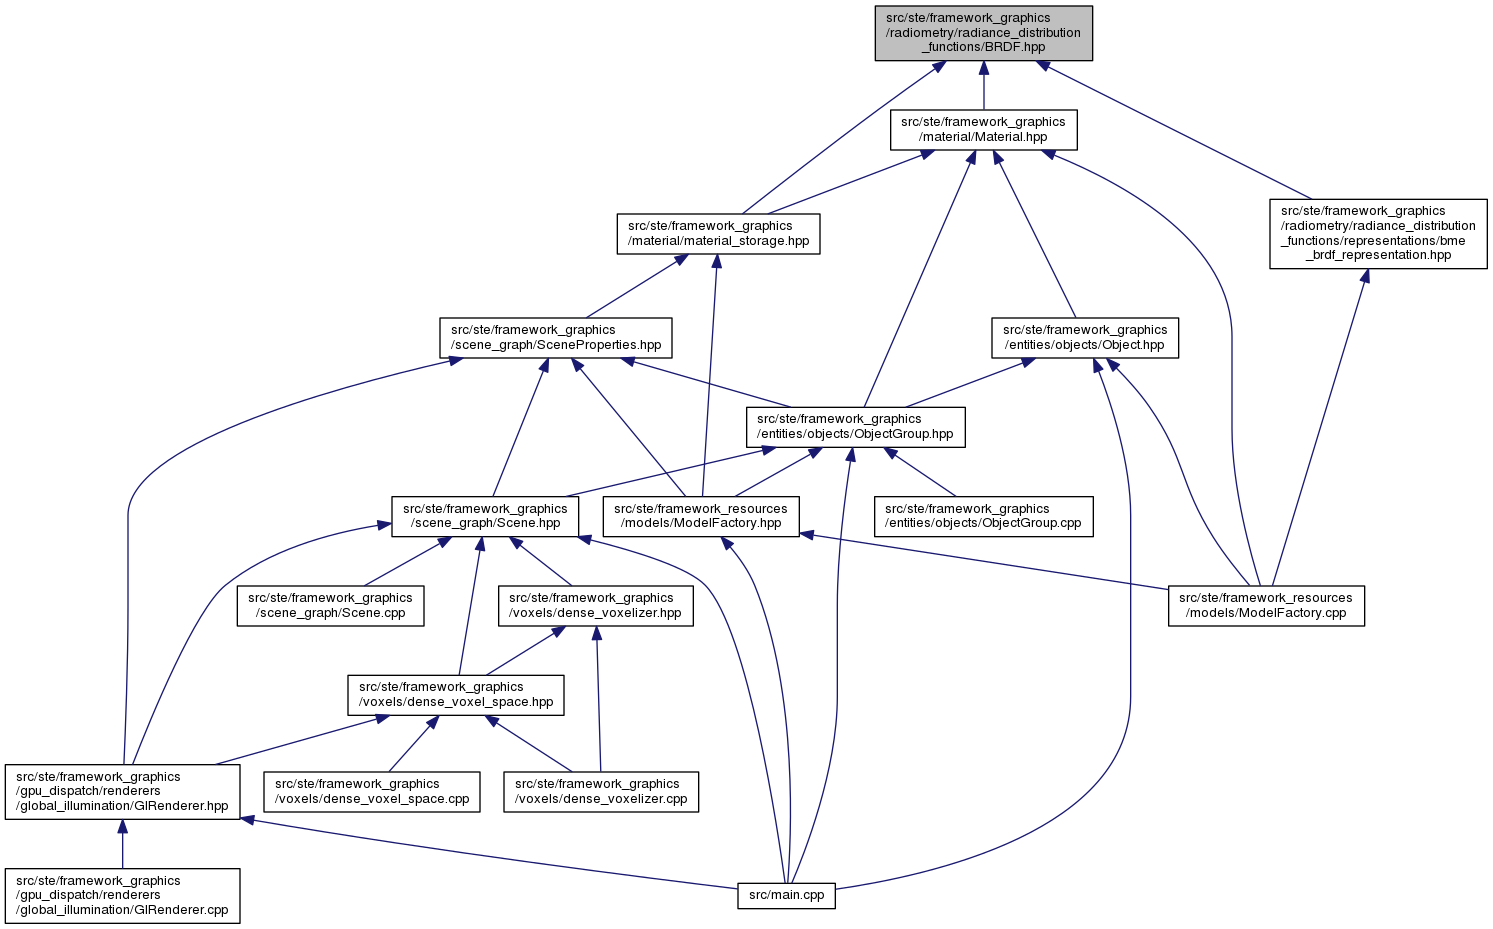 src/ste/framework_graphics
/radiometry/radiance_distribution
_functions/BRDF.hpp
src/ste/framework_graphics
/material/Material.hpp
src/ste/framework_graphics
/material/material_storage.hpp
src/ste/framework_graphics
/radiometry/radiance_distribution
_functions/representations/bme
_brdf_representation.hpp
src/ste/framework_graphics
/scene_graph/SceneProperties.hpp
src/ste/framework_graphics
/entities/objects/Object.hpp
src/ste/framework_graphics
/entities/objects/ObjectGroup.hpp
src/ste/framework_graphics
/scene_graph/Scene.hpp
src/ste/framework_resources
/models/ModelFactory.hpp
src/ste/framework_graphics
/entities/objects/ObjectGroup.cpp
src/ste/framework_graphics
/scene_graph/Scene.cpp
src/ste/framework_graphics
/voxels/dense_voxelizer.hpp
src/ste/framework_resources
/models/ModelFactory.cpp
src/ste/framework_graphics
/voxels/dense_voxel_space.hpp
src/ste/framework_graphics
/gpu_dispatch/renderers
/global_illumination/GIRenderer.hpp
src/ste/framework_graphics
/voxels/dense_voxel_space.cpp
src/ste/framework_graphics
/voxels/dense_voxelizer.cpp
src/ste/framework_graphics
/gpu_dispatch/renderers
/global_illumination/GIRenderer.cpp
src/main.cpp